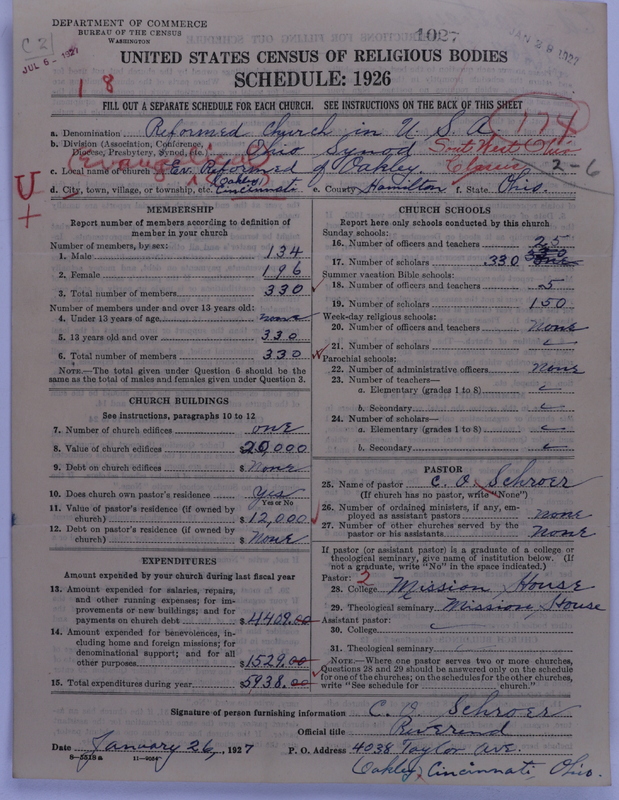 DEPARTMENT OF COMMERCE
BUREAU OF THE CENSUS
WASHINGTON
1027
JAN 28 1927
JUL 6 - 1927
UNITED STATES CENSUS OF RELIGIOUS BODIES
SCHEDULE: 1926
1 8
FILL OUT A SEPARATE SCHEDULE FOR EACH CHURCH. SEE INSTRUCTIONS ON THE BACK OF THIS SHEET
174
a. Denomination Reformed Church in U. S. A.
b. Division (Association, Conference, Diocese, Presbytery, Synod, etc.) Ohio Synod South West Ohio Classis 2-6
c. Local name of church (Evangelical) Ev. Reformed of Oakley
d. City, town, village, or township, etc. (Oakley) Cincinnati e. County Hamilton f. State Ohio.
MEMBERSHIP
Report number of members according to definition of
member in your church
Number of members, by sex:
1. Male 134
2. Female 196
3. Total number of members 330
Number of members under and over 13 years old:
4. Under 13 years of age none
5. 13 years old and over 330
6. Total number of members 330
NOTE.—The total given under Question 6 should be
same as the total of males and females given under Question 3.
CHURCH BUILDINGS
See instructions, paragraphs 10 to 12
7. Number of church edifices one
8. Value of church edifices $20,000
9. Debt on church edifices $None
10. Does church own pastor's residence Yes
Yes or No
11. Value of pastor's residence (if owned by
church) $12,000
12. Debt on pastor's residence (if owned by
church) $None
EXPENDITURES
Amount expended by your church during last fiscal year
13. Amount expended for salaries, repairs,
and other running expenses; for im-
provements or new buildings; and for
payments on church debt $4409.00
14. Amount expended for benevolences, in-
cluding home and foreign missions; for
denominational support; and for all
other purposes $1529.00
15. Total expenditures during year $5938.00
CHURCH SCHOOLS
Report here only schools conducted by this church
Sunday schools:
16. Number of officers and teachers 25
17. Number of scholars 330
Summer vacation Bible schools:
18. Number of officers and teachers 5
19. Number of scholars 150
Week-day religious schools:
20. Number of officers and teachers None
21. Number of scholars
Parochial schools:
22. Number of administrative officers None
23. Number of teachers—
a. Elementary (grades 1 to 8)
b. Secondary
24. Number of scholars—
a. Elementary (grades 1 to 8)
b. Secondary
PASTOR
25. Name of pastor C. O. Schroer
(If church has no pastor, write "None")
26. Number of ordained ministers, if any, em-
ployed as assistant pastors none
27. Number of other churches served by the
pastor or his assistants None
If pastor (or assistant pastor) is a graduate of a college or
theological seminary, give name of institution below. (If
not a graduate, write "No" in the space indicated.)
Pastor: 2
28. College Mission House
29. Theological seminary Mission House
Assistant pastor:
30. College
31. Theological seminary
NOTE.—Where one pastor serves two or more churches,
Questions 28 and 29 should be answered only on the schedule
for one of the churches; on the schedules for the other churches,
write "See schedule for church."
Signature of person furnishing information C. O. Schroer
Official title Reverend
Date January 26, 1927 P. O. Address 4038 Taylor Ave.
8-5518a
Oakley, Cincinnati, Ohio.